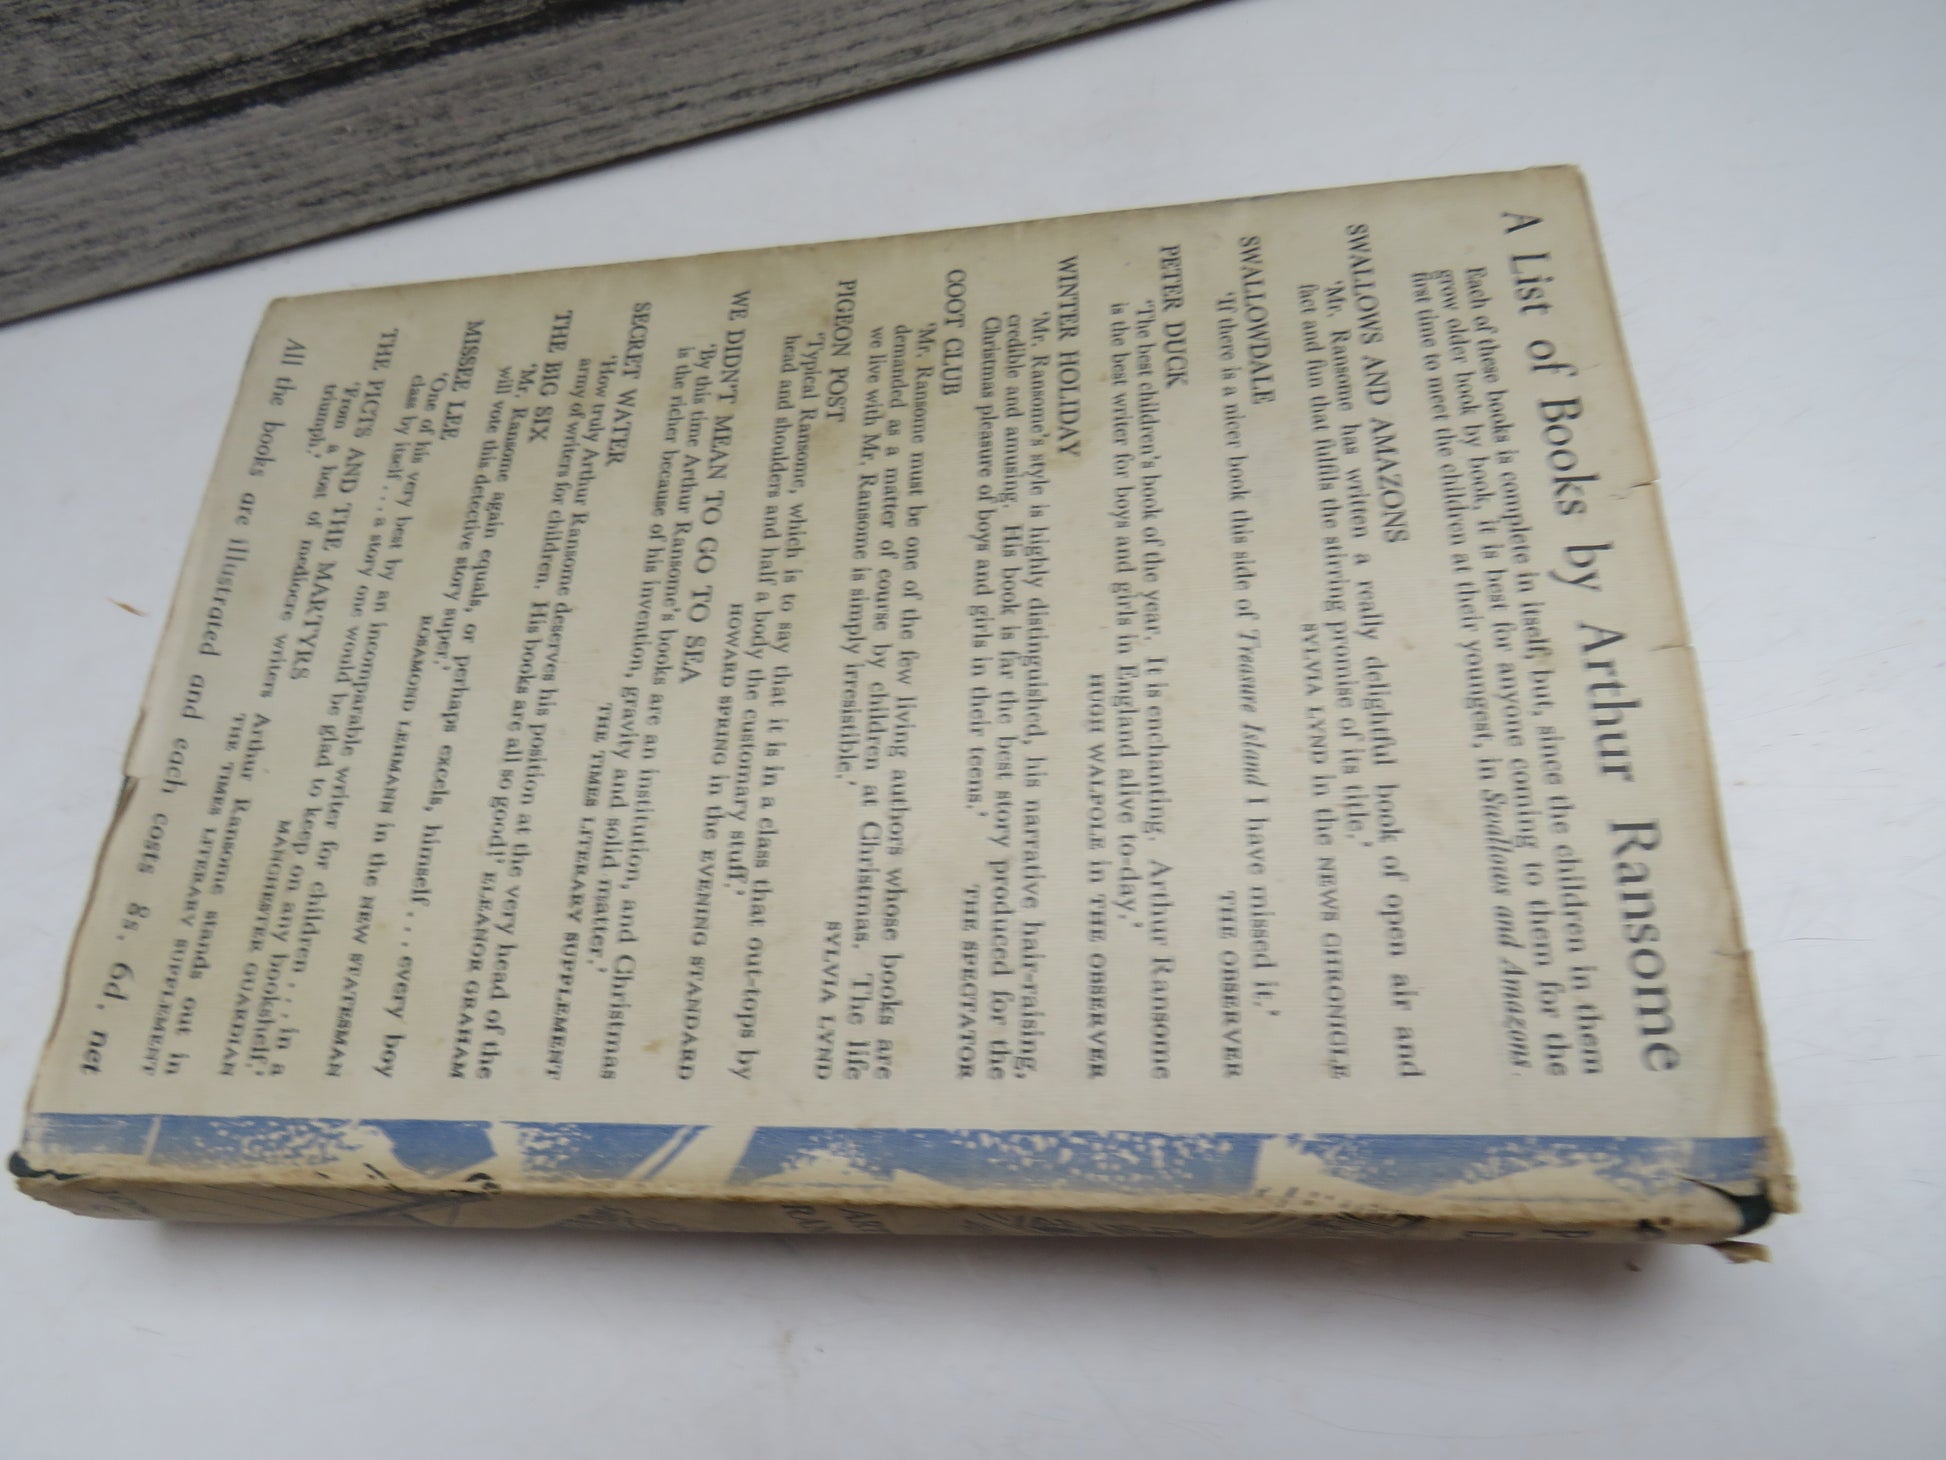 A List of Books by Arthur Ransome
Each of these books is complete in itself, but, since the children in them
grow older book by book, it is best for anyone coming to them for the
first time to meet the children at their youngest, in Swallows and Amazons.
SWALLOWS AND AMAZONS
'Mr. Ransome has written a really delightful book of open air and
fact and fun that fulfils the stirring promise of its title.'
SYLVIA LYND in the NEWS CHRONICLE
SWALLOWDALE
'If there is a nicer book this side of Treasure Island I have missed it.'
THE OBSERVER
PETER DUCK
'The best children's book of the year. It is enchanting. Arthur Ransome
is the best writer for boys and girls in England alive to-day.'
HUGH WALPOLE in THE OBSERVER
WINTER HOLIDAY
'Mr. Ransome's style is highly distinguished, his narrative hair-raising,
credible and amusing. His book is far the best story produced for the
Christmas pleasure of boys and girls in their teens.'
THE SPECTATOR
COOT CLUB
'Mr. Ransome must be one of the few living authors whose books are
demanded as a matter of course by children at Christmas. The life
we live with Mr. Ransome is simply irresistible.'
SYLVIA LYND
PIGEON POST
'Typical Ransome, which is to say that it is in a class that out-tops by
head and shoulders and half a body the customary stuff.'
HOWARD SPRING in the EVENING STANDARD
WE DIDN'T MEAN TO GO TO SEA
'By this time Arthur Ransome's books are an institution, and Christmas
is the richer because of his invention, gravity and solid matter.'
THE TIMES LITERARY SUPPLEMENT
SECRET WATER
'How truly Arthur Ransome deserves his position at the very head of the
army of writers for children. His books are all so good!' ELEANOR GRAHAM
THE BIG SIX
'Mr. Ransome again equals, or perhaps excels, himself . . . every boy
will vote this detective story super.'
ROSAMOND LEHMANN in the NEW STATESMAN
MISSEE LEE
'One of his very best by an incomparable writer for children . . . in a
class by itself . . . a story one would be glad to keep on any bookshelf.'
MANCHESTER GUARDIAN
THE PICTS AND THE MARTYRS
'From a host of mediocre writers Arthur Ransome stands out in
triumph.'
THE TIMES LITERARY SUPPLEMENT
All the books are illustrated and each costs 8s. 6d. net